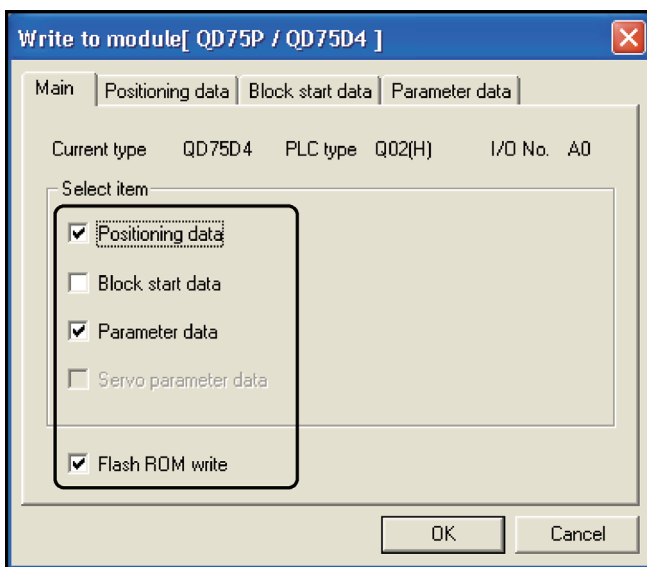 Write to module[ QD75P / QD75D4 ]
Main Positioning data Block start data Parameter data
Current type QD75D4 PLC type Q02(H) I/O No. A0
Select item
Positioning data
Block start data
Parameter data
Servo parameter data
Flash ROM write
OK Cancel